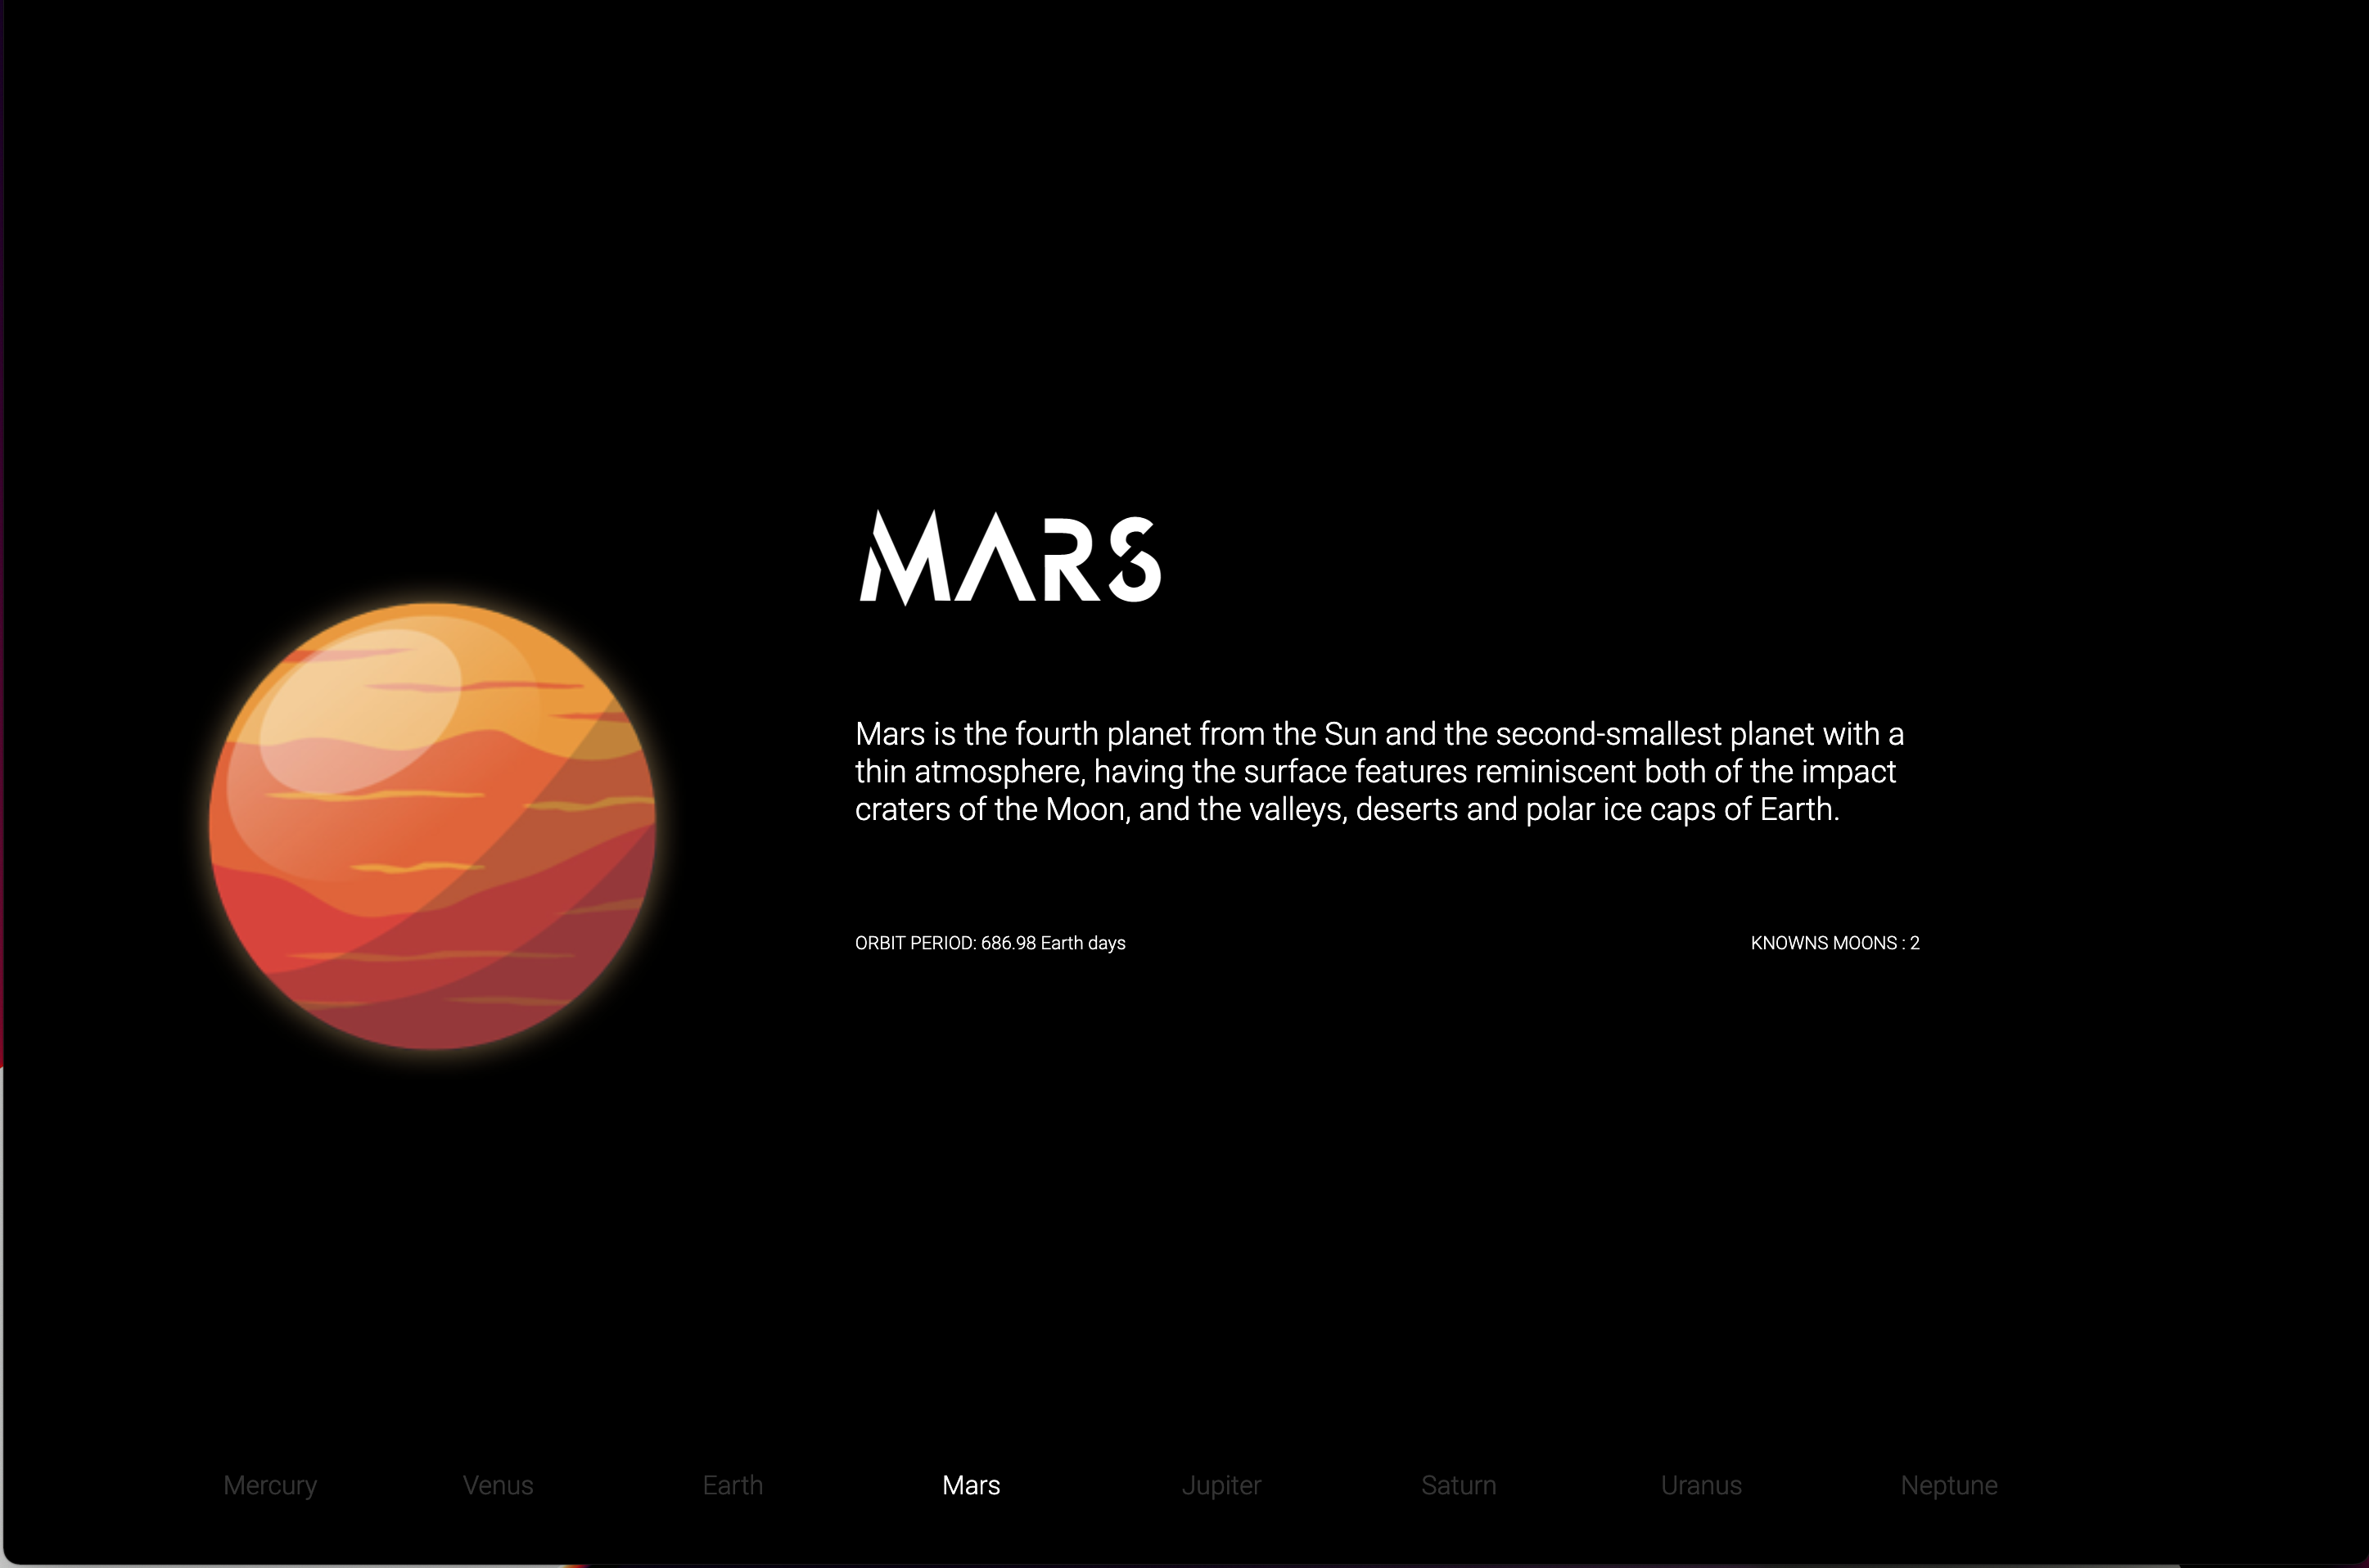 MARS
Mars is the fourth planet from the Sun and the second-smallest planet with a
thin atmosphere, having the surface features reminiscent both of the impact
craters of the Moon, and the valleys, deserts and polar ice caps of Earth.
ORBIT PERIOD: 686.98 Earth days
KNOWNS MOONS : 2
Mercury
Venus
Earth
Mars
Jupiter
Saturn
Uranus
Neptune